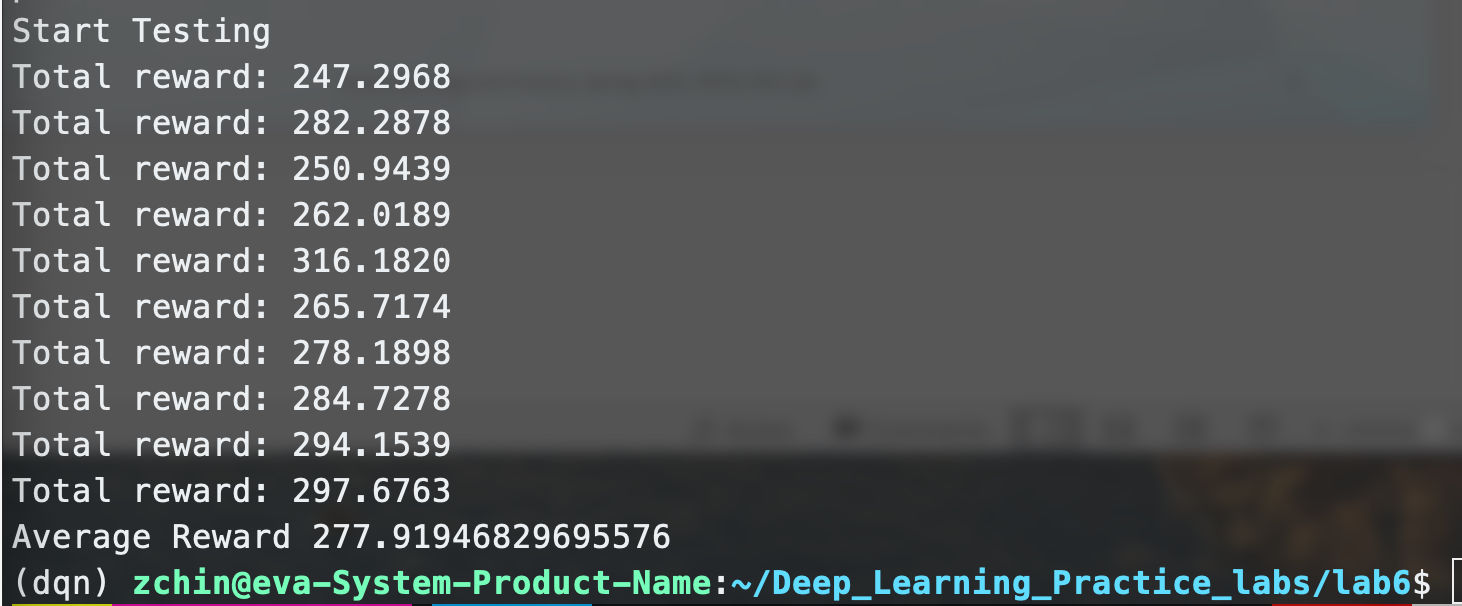 Start Testing
Total reward: 247.2968
Total reward: 282.2878
Total reward: 250.9439
Total reward: 262.0189
Total reward: 316.1820
Total reward: 265.7174
Total reward: 278.1898
Total reward: 284.7278
Total reward: 294.1539
Total reward: 297.6763
Average Reward 277.91946829695576
(dqn) zchin@eva-System-Product-Name:~/Deep_Learning_Practice_labs/lab6$